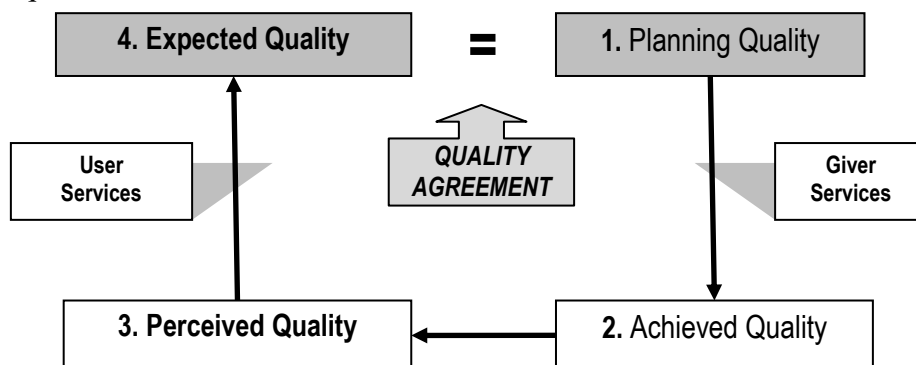 4. Expected Quality
=
1. Planning Quality
User
Services
QUALITY
AGREEMENT
Giver
Services
3. Perceived Quality
2. Achieved Quality